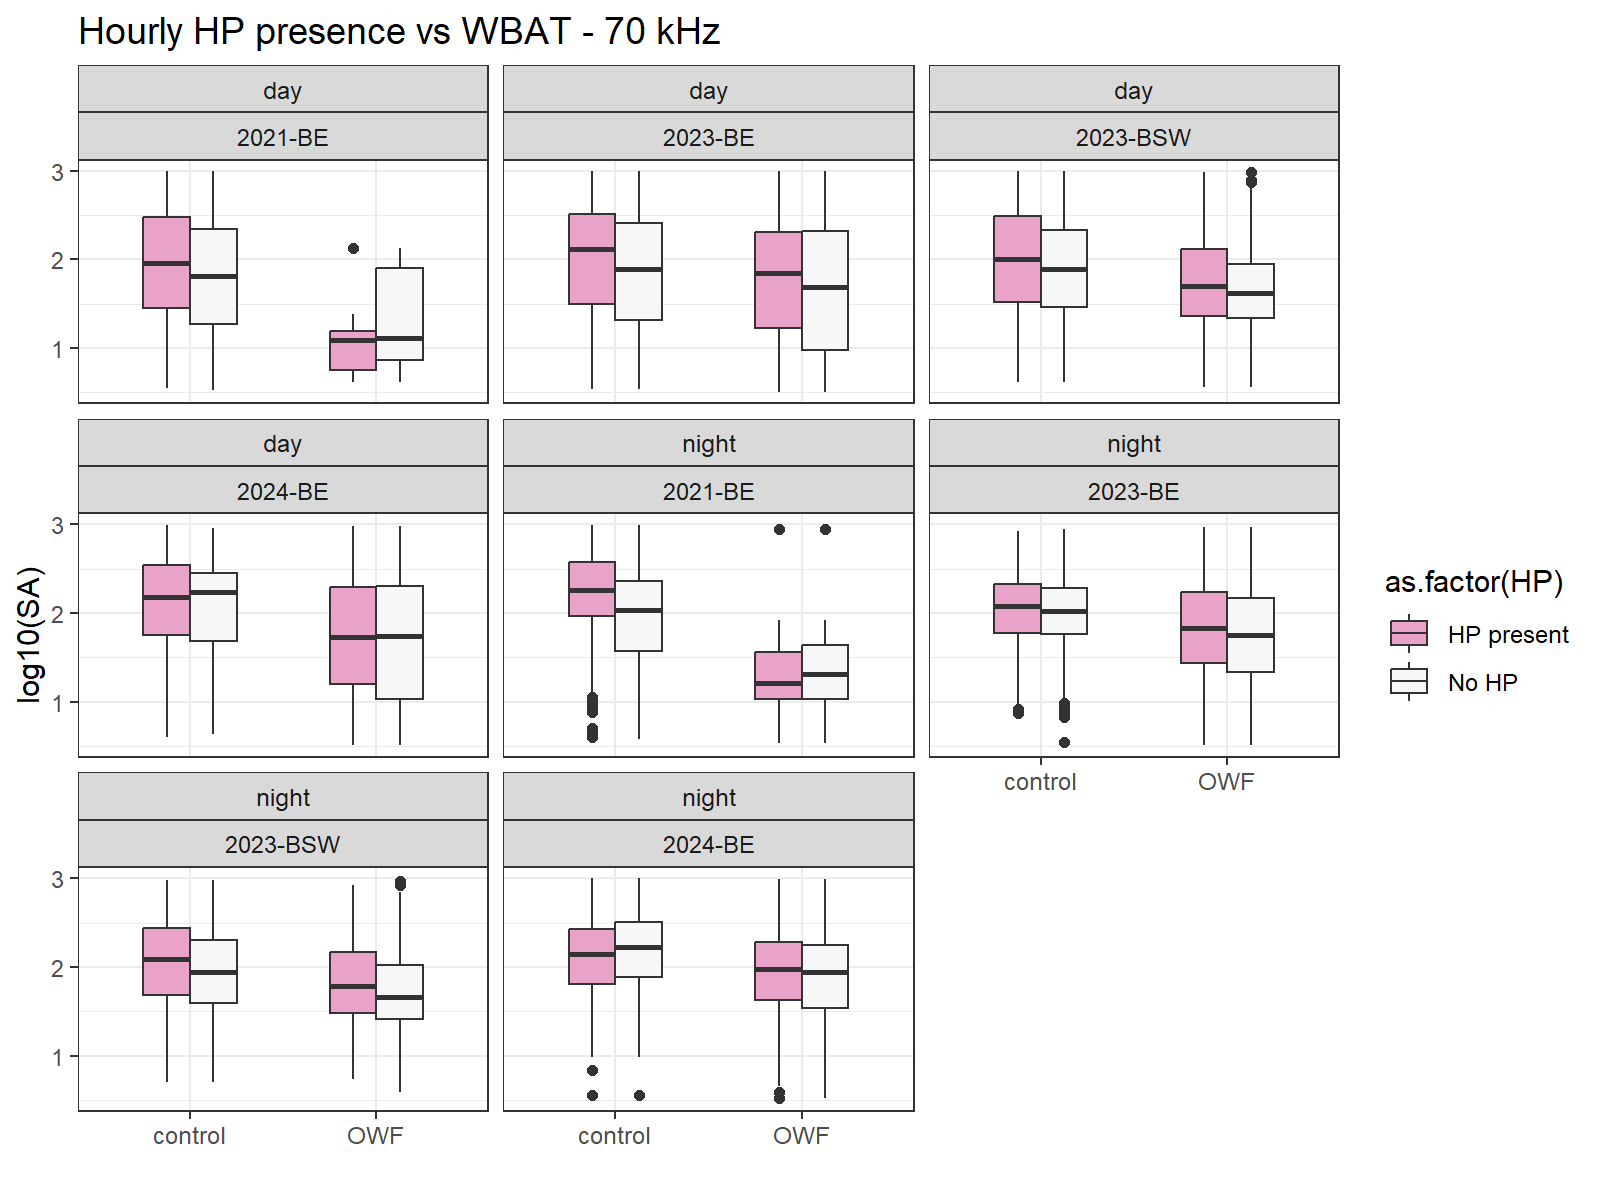 Hourly HP presence vs WBAT - 70 kHz
day
day
day
2021-BE
2023-BE
2023-BSW
3
2
1
day
night
night
2024-BE
2021-BE
2023-BE
3
2
1
control
OWF
night
night
2023-BSW
2024-BE
3
2
1
control
OWF
control
OWF
log10(SA)
as.factor(HP)
HP present
No HP